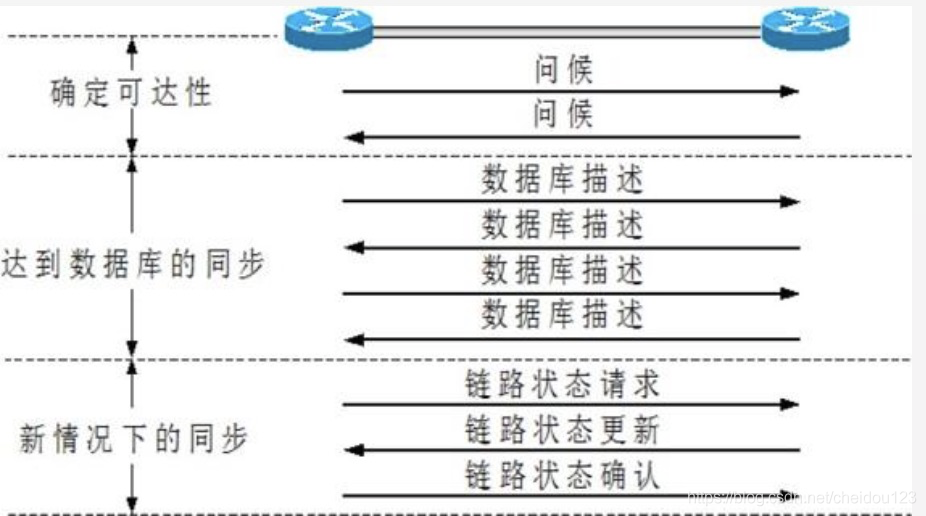 问候
确定可达性
问候
数据库描述
数据库描述
达到数据库的同步
数据库描述
数据库描述
链路状态请求
新情况下的同步
链路状态更新
链路状态确认
https://blog.csdn.net/cheidou123